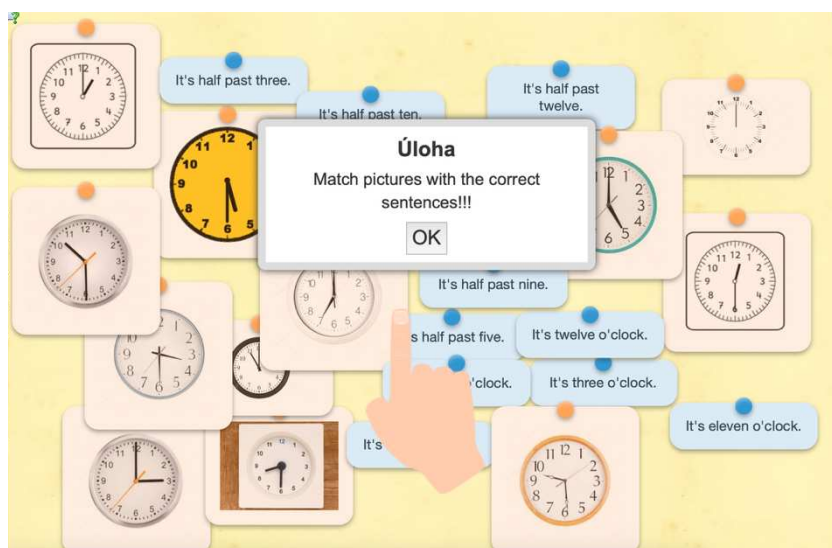 It's half past three.
It's half past ten.
It's half past
twelve.
Úloha
Match pictures with the correct
sentences!!!
OK
It's half past nine.
s half past five.
It's twelve o'clock.
o'clock.
It's three o'clock.
It's eleven o'clock.
It's